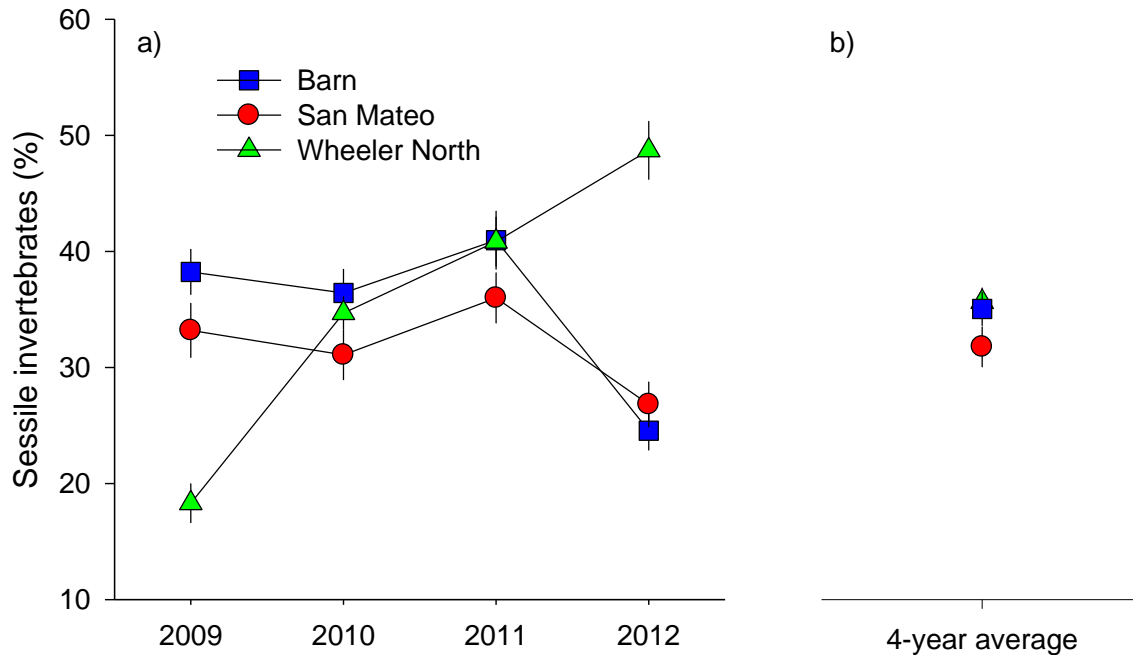 a)
b)
Barn
San Mateo
Wheeler North
Sessile invertebrates (%)
60
50
40
30
20
10
2009 2010 2011 2012
4-year average